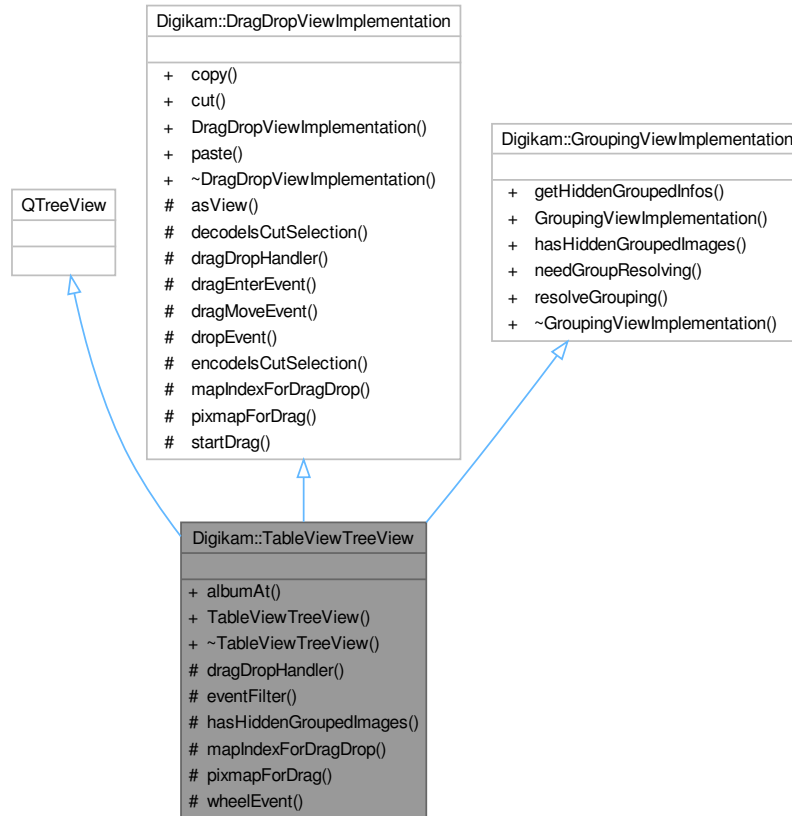 Digikam::DragDropViewImplementation
+ copy()
+ cut()
+ DragDropViewImplementation()
+ paste()
+ ~DragDropViewImplementation()
# asView()
# decodeIsCutSelection()
# dragDropHandler()
# dragEnterEvent()
# dragMoveEvent()
# dropEvent()
# encodeIsCutSelection()
# mapIndexForDragDrop()
# pixmapForDrag()
# startDrag()
Digikam::GroupingViewImplementation
+ getHiddenGroupedInfos()
+ GroupingViewImplementation()
+ hasHiddenGroupedImages()
+ needGroupResolving()
+ resolveGrouping()
+ ~GroupingViewImplementation()
QTreeView
Digikam::TableViewTreeView
+ albumAt()
+ TableViewTreeView()
+ ~TableViewTreeView()
# dragDropHandler()
# eventFilter()
# hasHiddenGroupedImages()
# mapIndexForDragDrop()
# pixmapForDrag()
# wheelEvent()